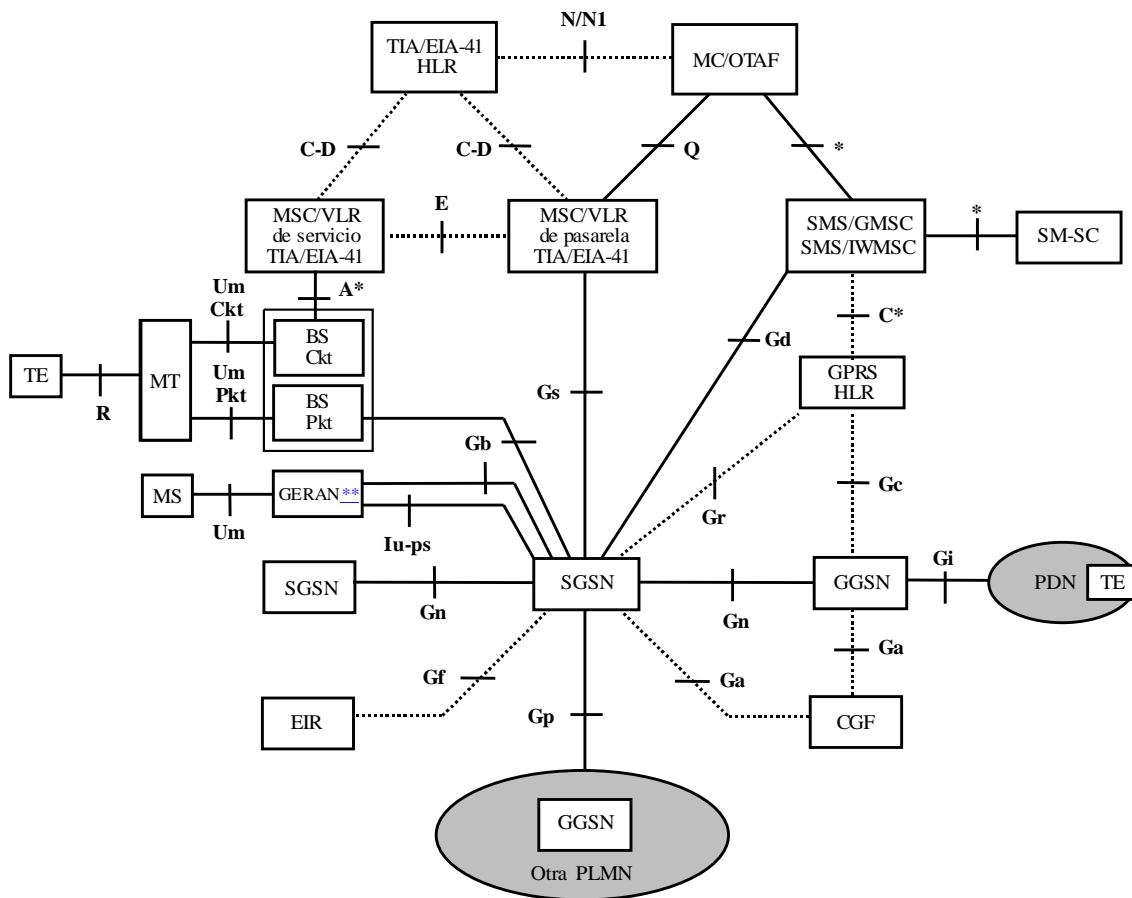 N/N1
TIA/EIA-41
HLR
MC/OTAF
C-D
C-D
Q
*
MSC/VLR
de servicio
TIA/EIA-41
E
MSC/VLR
de pasarela
TIA/EIA-41
SMS/GMSC
SMS/IWMSC
*
SM-SC
Um
Ckt
A*
C*
BS
Ckt
Gd
TE
MT
R
Um
Pkt
Gs
GPRS
HLR
BS
Pkt
Gb
MS
GERAN **
Gc
Um
Iu-ps
Gr
SGSN
Gn
SGSN
Gn
GGSN
Gi
PDN
TE
Gf
Ga
Ga
EIR
Gp
CGF
GGSN
Otra PLMN